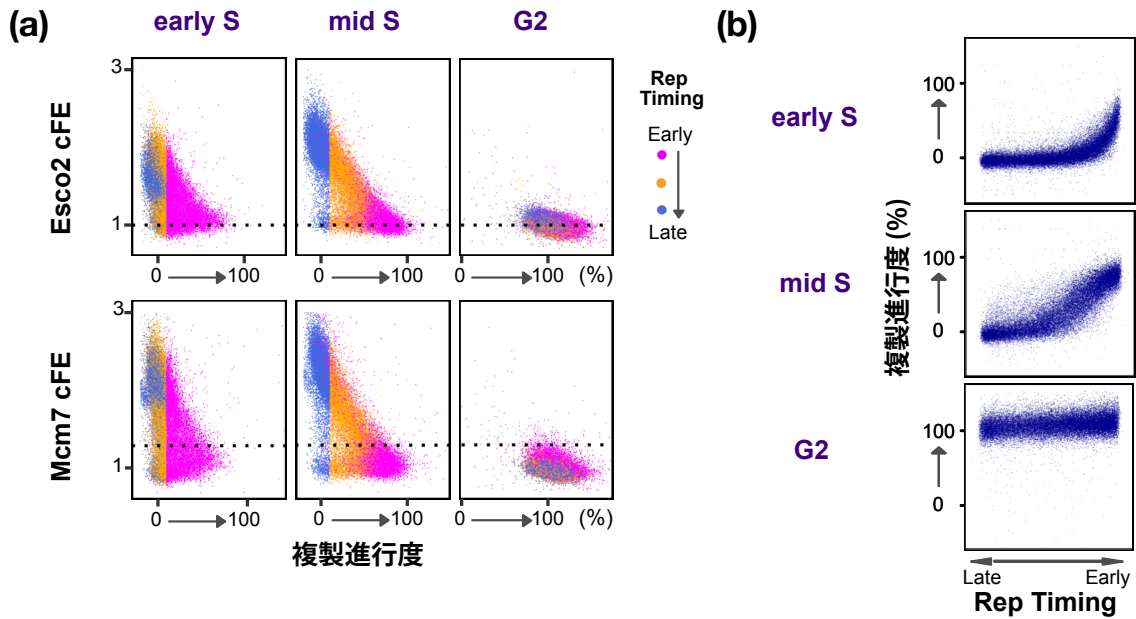 (a)
early S
mid S
G2
Esco2 cFE
3
1
0
100
0
100
0
100
(%)
Rep
Timing
Early
Late
Mcm7 cFE
3
1
0
100
0
100
0
100
(%)
複製進行度
(b)
early S
100
0
mid S
100
0
G2
100
0
複製進行度 (%)
Late
Early
Rep Timing